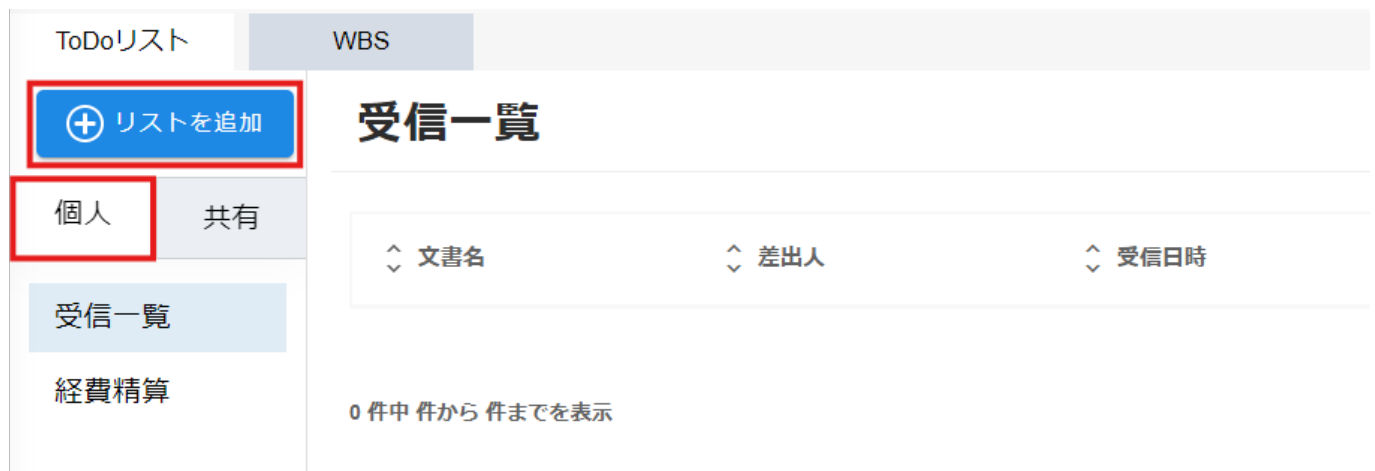 ToDoリスト WBS
リストを追加
受信一覧
個人 共有
文書名 差出人 受信日時
受信一覧
経費精算
0 件中 件から 件までを表示